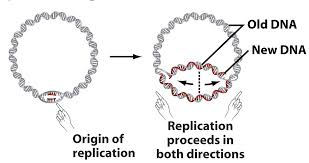 Old DNA
New DNA
Origin of
replication
Replication
proceeds in
both directions